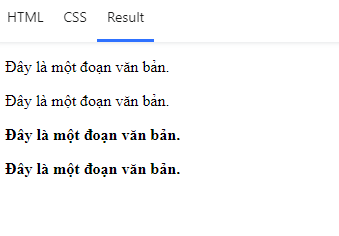 HTML CSS Result
Đây là một đoạn văn bản.
Đây là một đoạn văn bản.
Đây là một đoạn văn bản.
Đây là một đoạn văn bản.